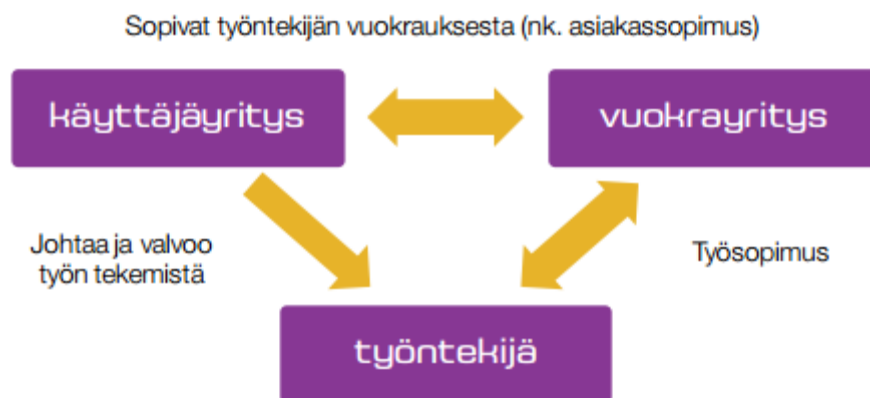 Sopivat työntekijän vuokrauksesta (nk. asiakassopimus)
käyttäjäyritys
vuokrayritys
Johtaa ja valvoo
työn tekemistä
Työsopimus
työntekijä